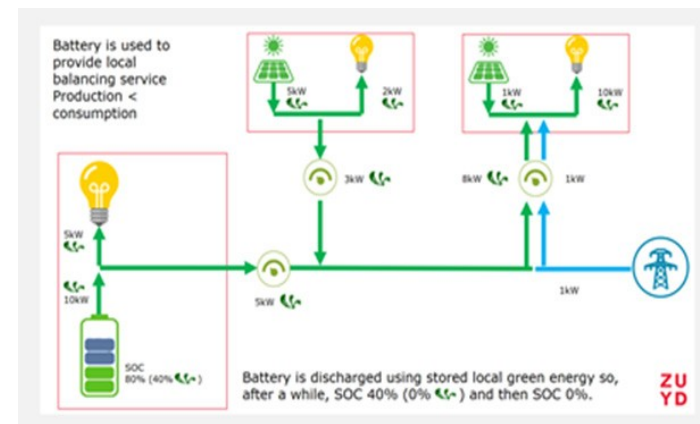 Battery is used to
provide local
balancing service
Production <
consumption
5kW
2kW
1kW
10kW
3kW
8kW
1kW
5kW
10kW
5kW
1kW
SOC
80% (40% )
Battery is discharged using stored local green energy so,
after a while, SOC 40% (0% ) and then SOC 0%.
ZU
YD